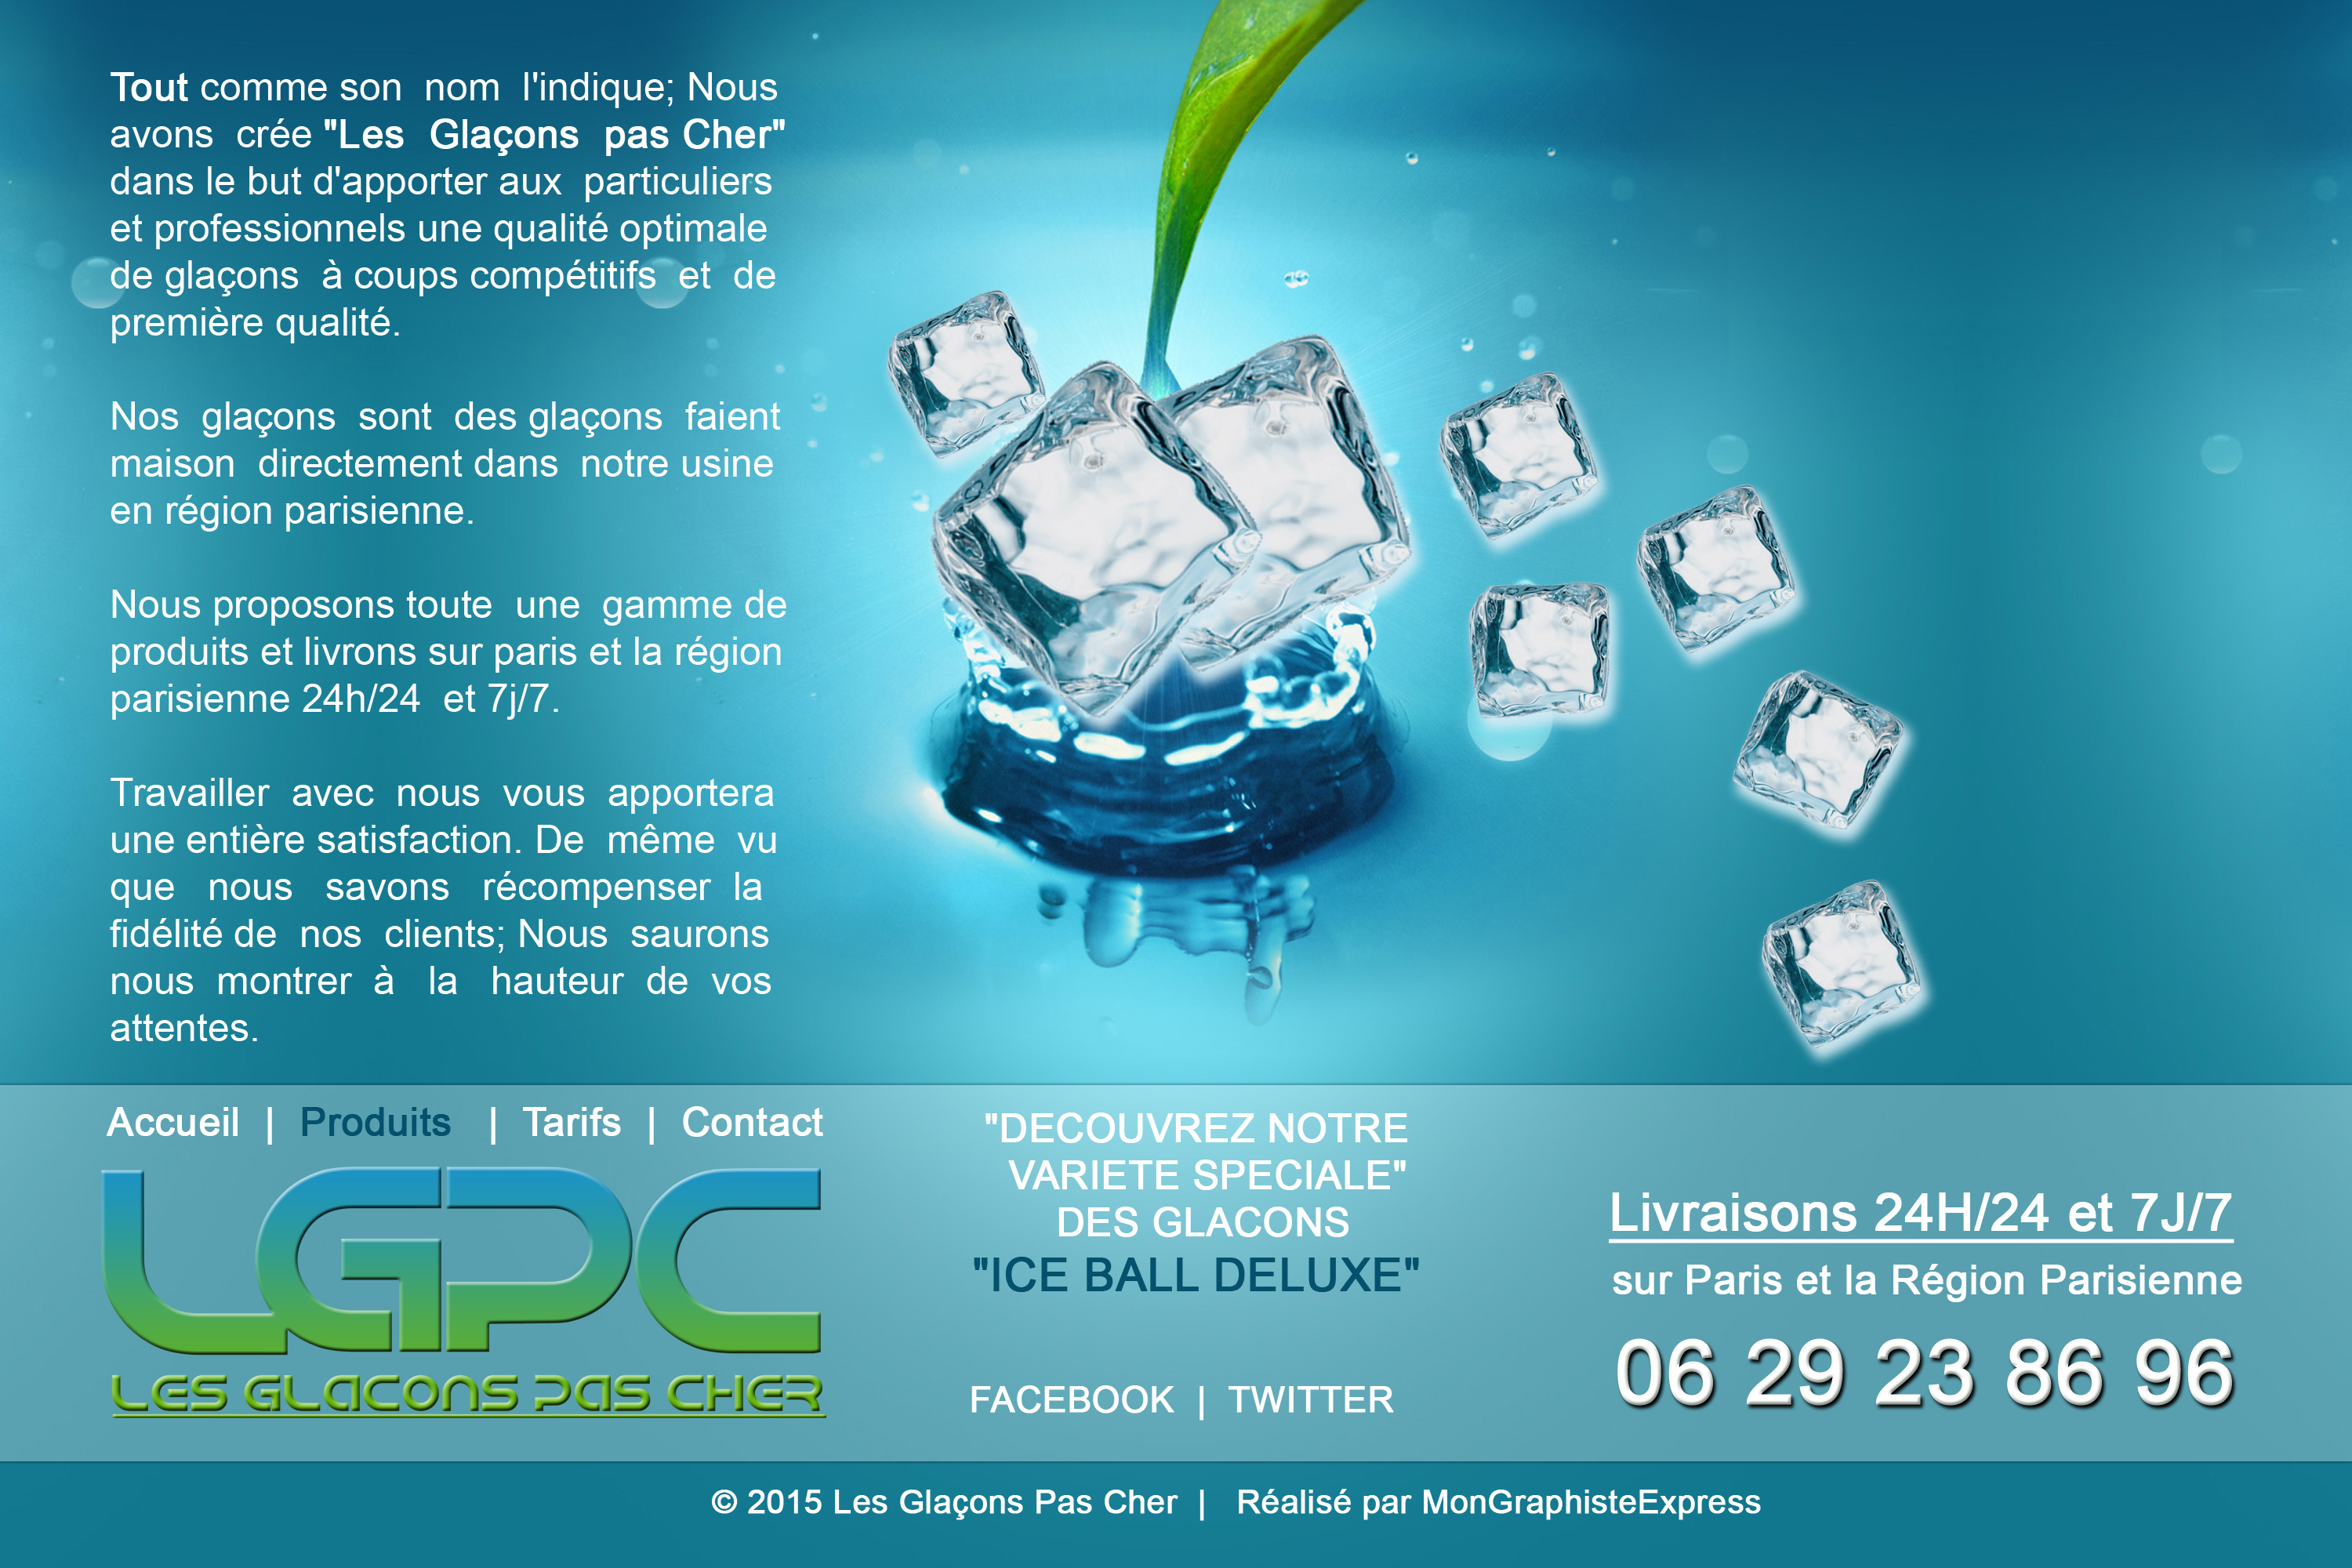 Tout comme son nom l'indique; Nous
avons crée "Les Glaçons pas Cher"
dans le but d'apporter aux particuliers
et professionnels une qualité optimale
de glaçons à coups compétitifs et de
première qualité.
Nos glaçons sont des glaçons faient
maison directement dans notre usine
en région parisienne.
Nous proposons toute une gamme de
produits et livrons sur paris et la région
parisienne 24h/24 et 7j/7.
Travailler avec nous vous apportera
une entière satisfaction. De même vu
que nous savons récompenser la
fidélité de nos clients; Nous saurons
nous montrer à la hauteur de vos
attentes.
Accueil | Produits | Tarifs | Contact
LGPC
LES GLACONS PAS CHER
"DECOUVREZ NOTRE
VARIETE SPECIALE"
DES GLACONS
"ICE BALL DELUXE"
FACEBOOK | TWITTER
Livraisons 24H/24 et 7J/7
sur Paris et la Région Parisienne
06 29 23 86 96
© 2015 Les Glaçons Pas Cher | Réalisé par MonGraphisteExpress